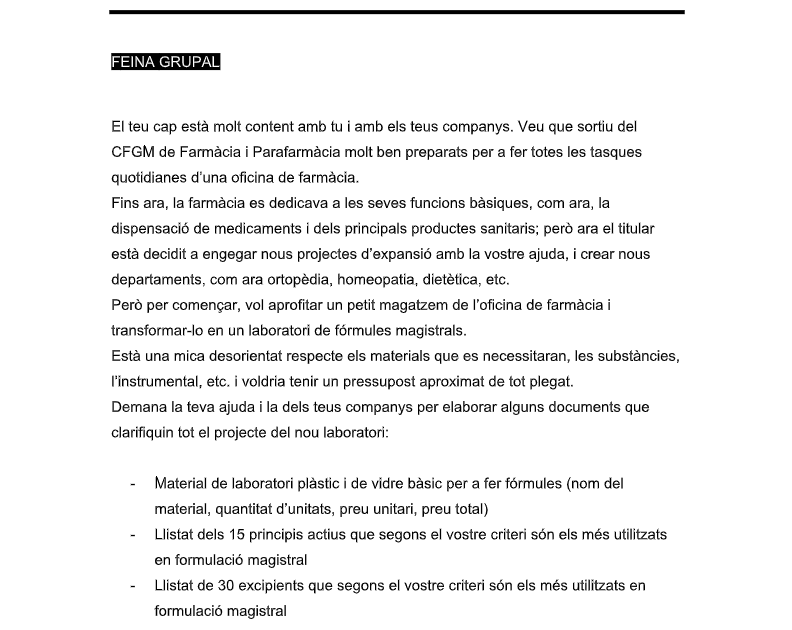 FEINA GRUPAL
El teu cap està molt content amb tu i amb els teus companys. Veu que sortiu del
CFGM de Farmàcia i Parafarmàcia molt ben preparats per a fer totes les tasques
quotidianes d’una oficina de farmàcia.
Fins ara, la farmàcia es dedicava a les seves funcions bàsiques, com ara, la
dispensació de medicaments i dels principals productes sanitaris; però ara el titular
està decidit a engegar nous projectes d’expansió amb la vostre ajuda, i crear nous
departaments, com ara ortopèdia, homeopatia, dietètica, etc.
Però per començar, vol aprofitar un petit magatzem de l’oficina de farmàcia i
transformar-lo en un laboratori de fórmules magistrals.
Està una mica desorientat respecte els materials que es necessitaran, les substàncies,
l’instrumental, etc. i voldria tenir un pressupost aproximat de tot plegat.
Demana la teva ajuda i la dels teus companys per elaborar alguns documents que
clarifiquin tot el projecte del nou laboratori:
- Material de laboratori plàstic i de vidre bàsic per a fer fórmules (nom del
material, quantitat d’unitats, preu unitari, preu total)
- Llistat dels 15 principis actius que segons el vostre criteri són els més utilitzats
en formulació magistral
- Llistat de 30 excipients que segons el vostre criteri són els més utilitzats en
formulació magistral